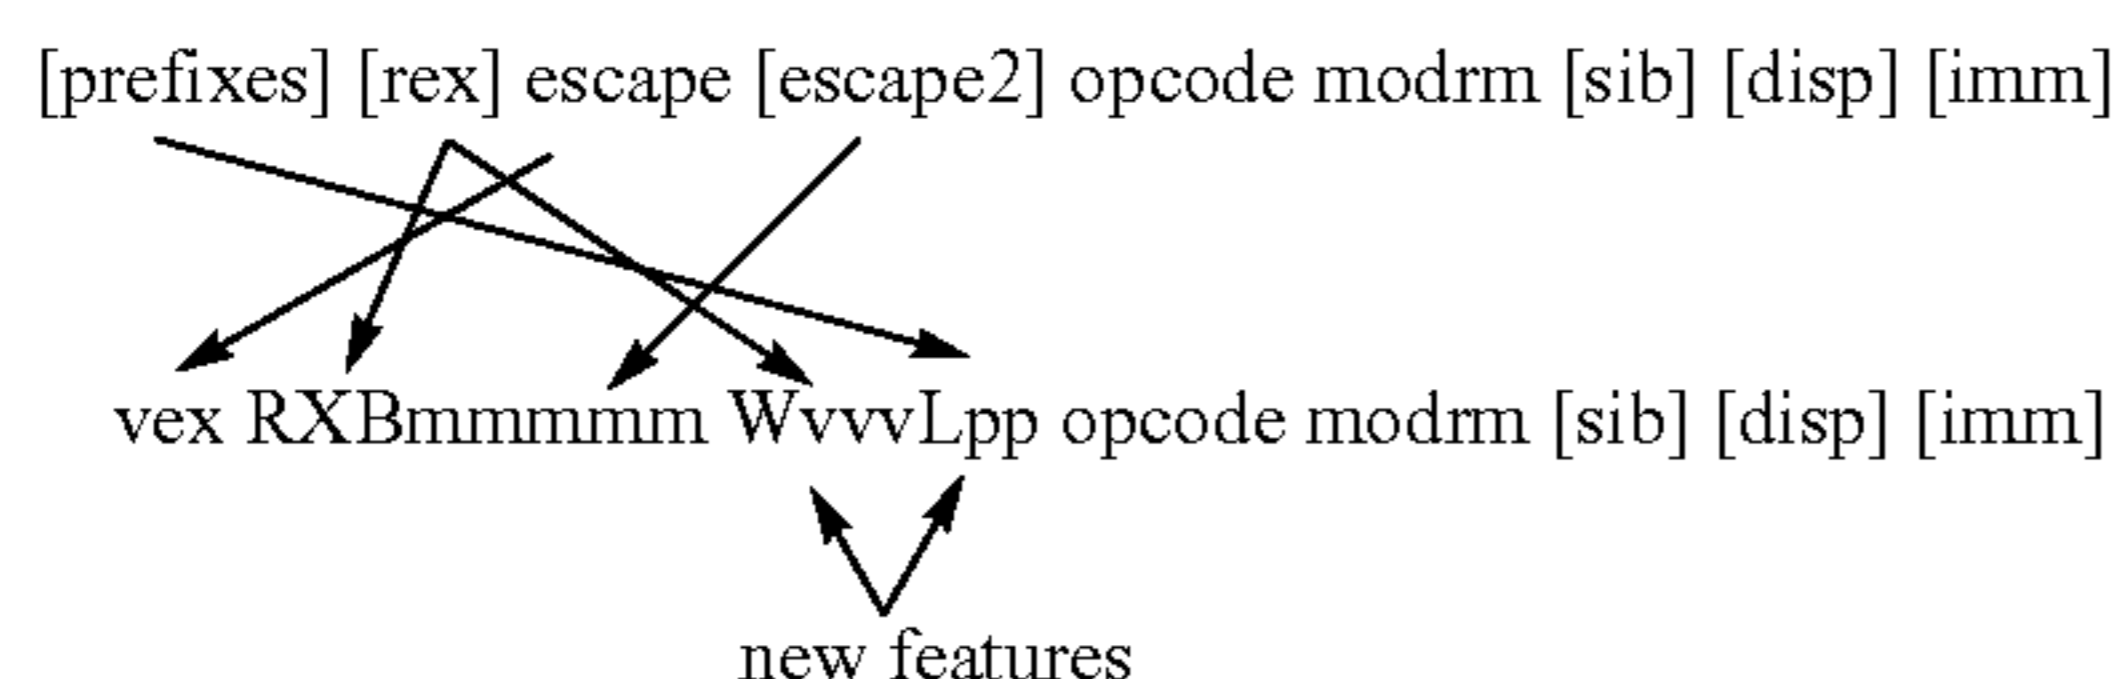 [prefixes] [rex] escape [escape2] opcode modrm [sib] [disp] [imm]
vex RXBmmmmm WvvvLpp opcode modrm [sib] [disp] [imm]
new features